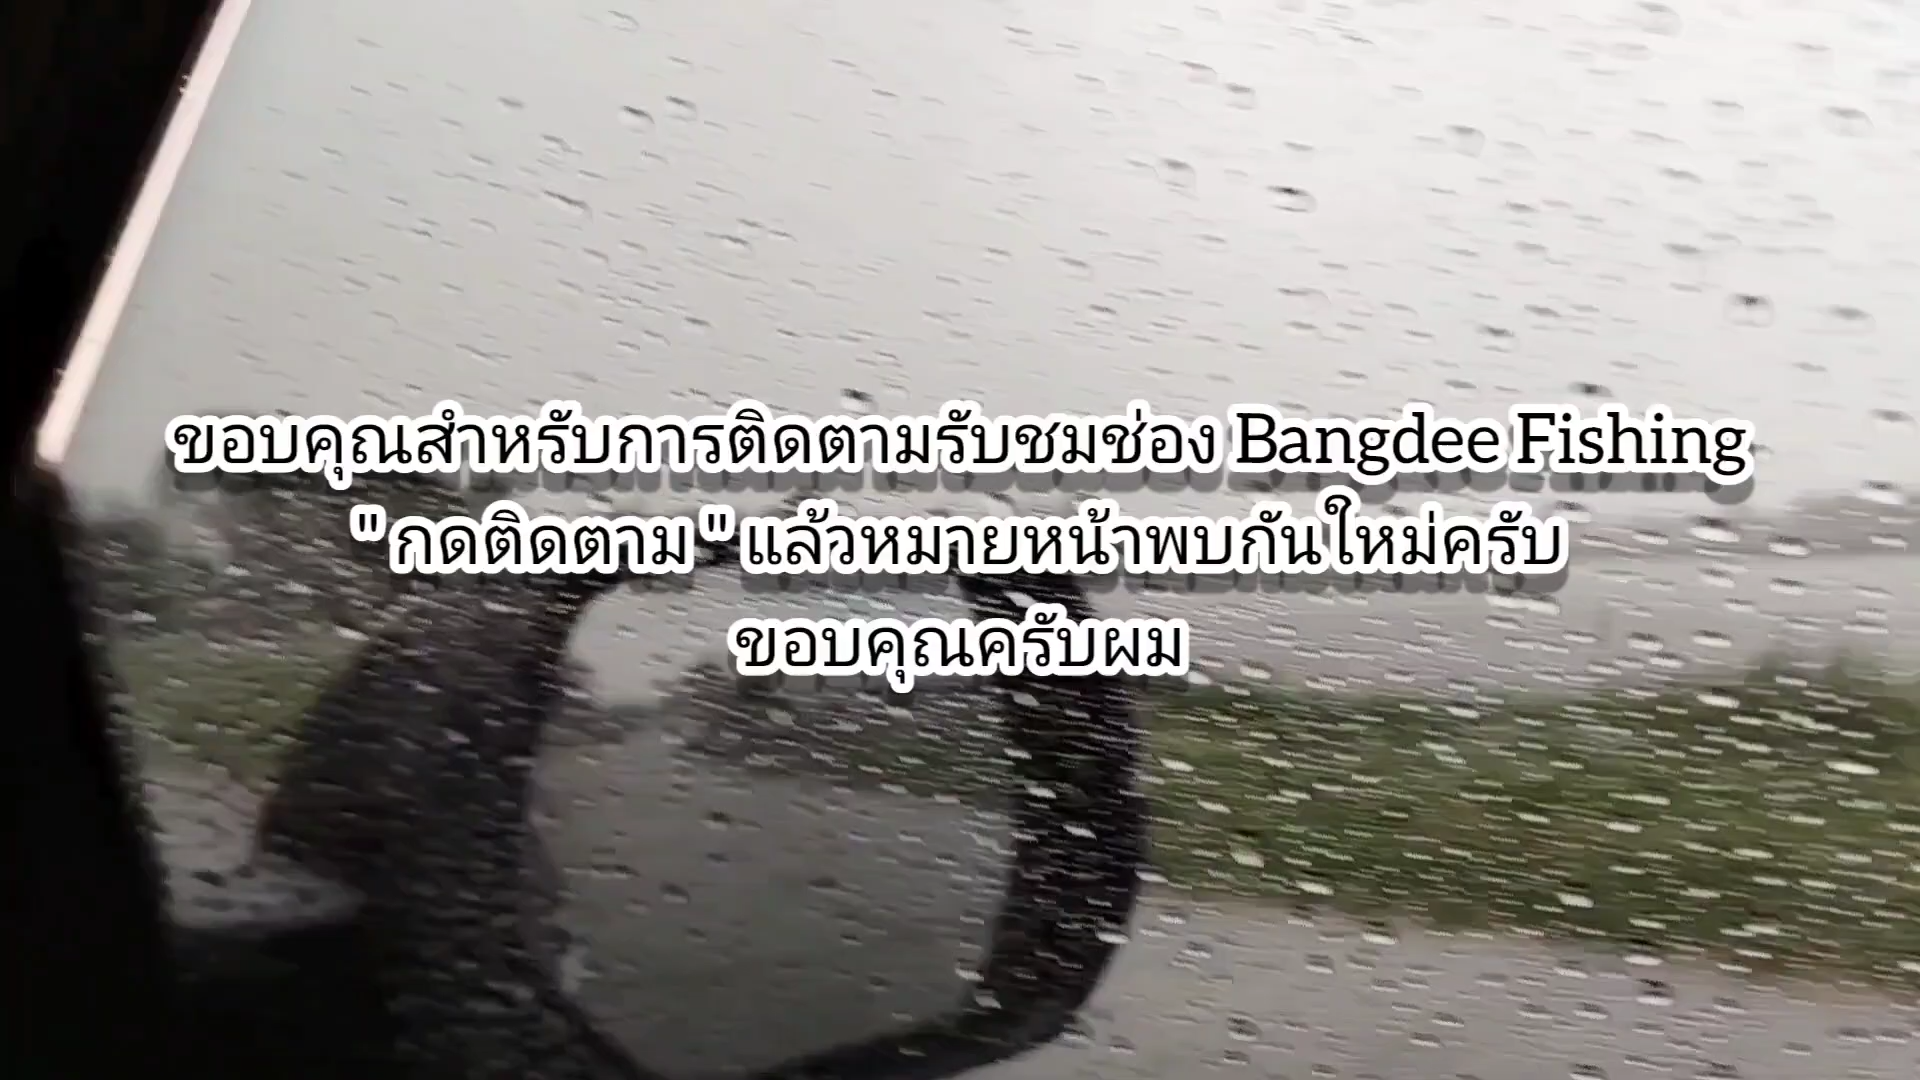 ขอบคุณสำหรับการติดตามรับชมช่อง Bangdee Fishing
"กดติดตาม"แล้วหมายหน้าพบกันใหม่ครับ
ขอบคุณครับผม